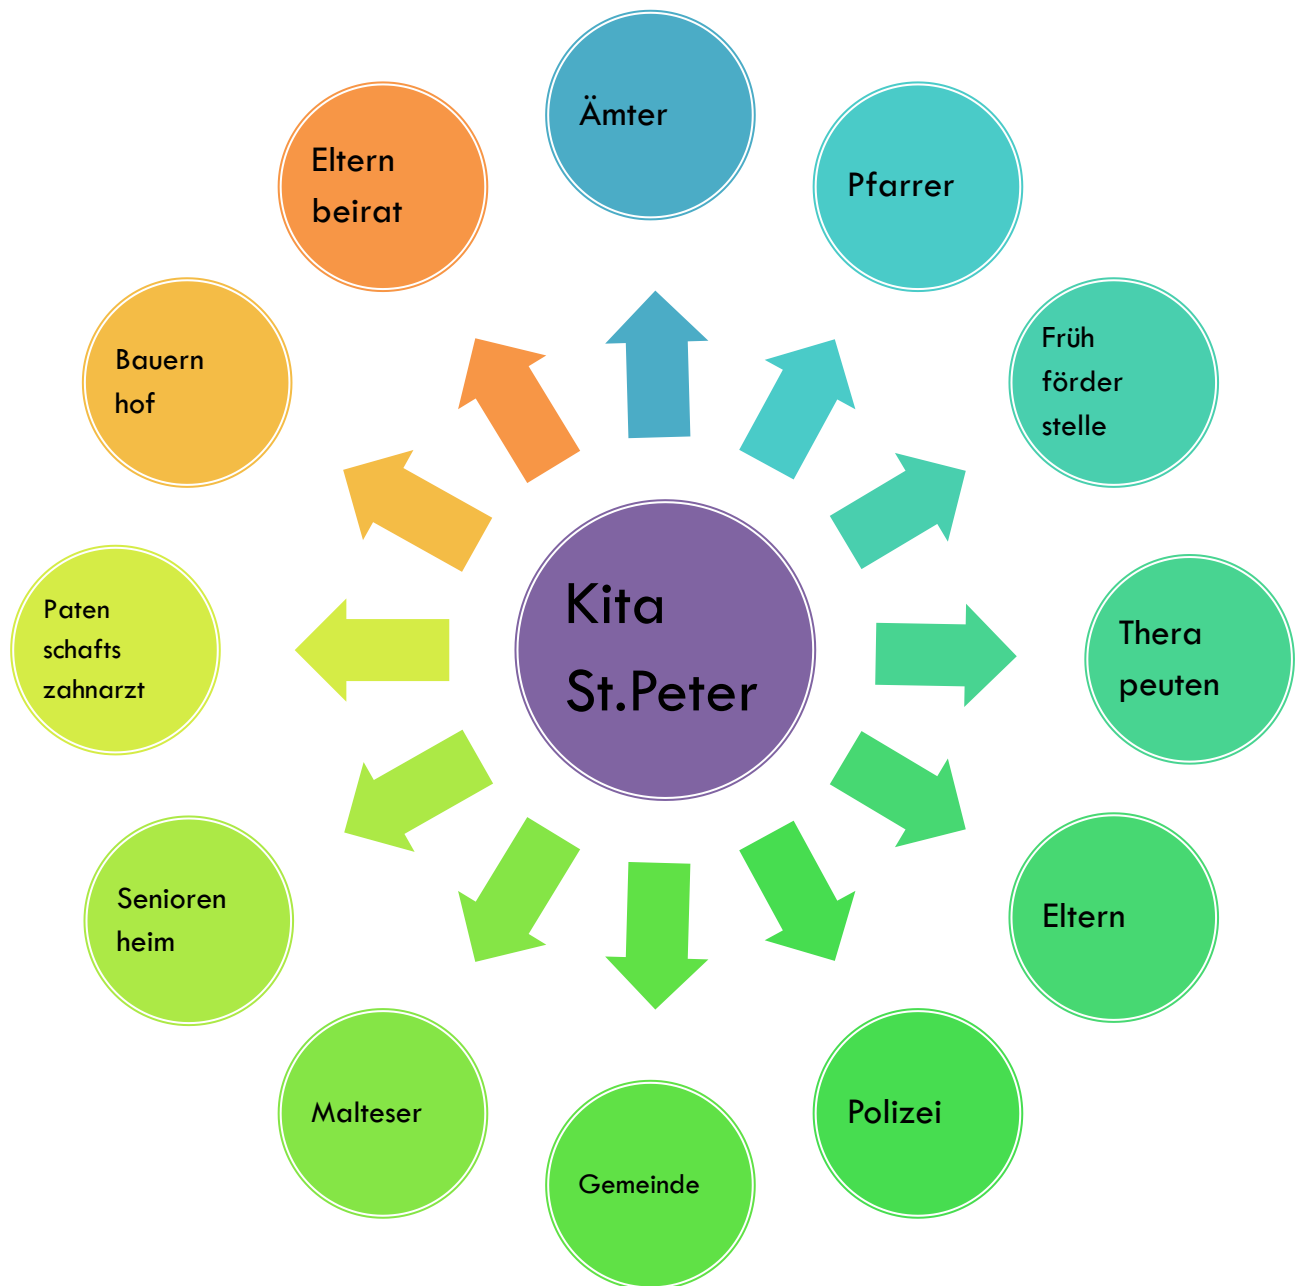 Ämter
Pfarrer
Früh
förder
stelle
Thera
peuten
Eltern
Polizei
Gemeinde
Malteser
Senioren
heim
Paten
schafts
zahnarzt
Bauern
hof
Eltern
beirat
Kita
St.Peter